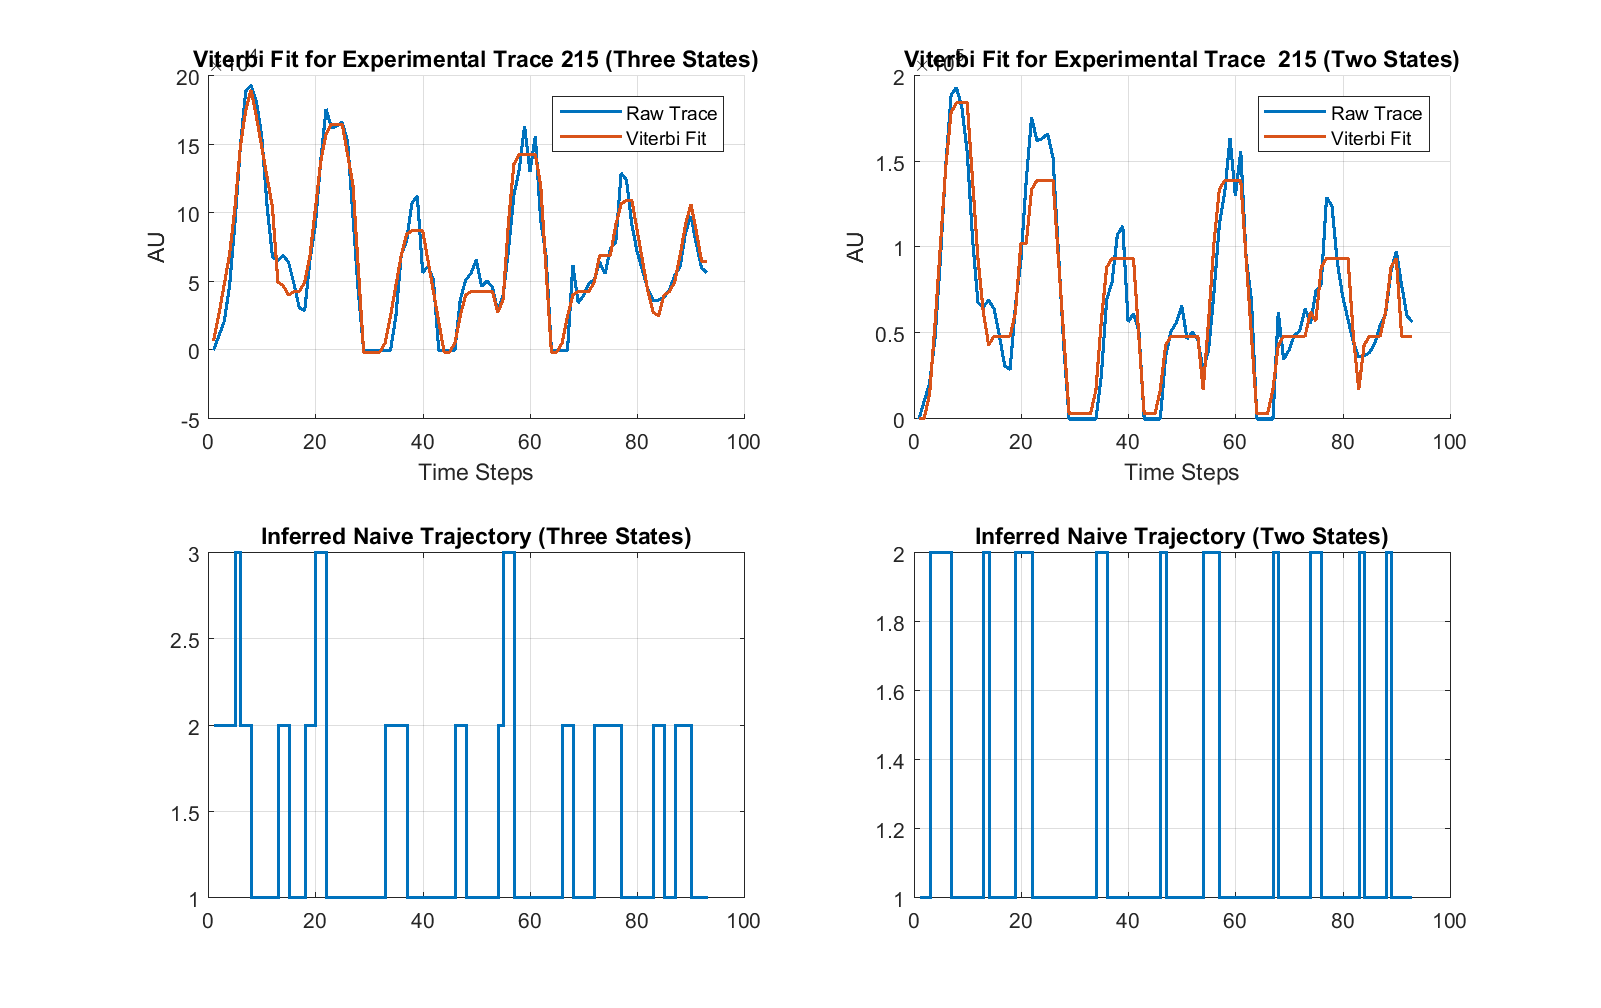 Viterbi Fit for Experimental Trace 215 (Three States)
×10^4
20
15
10
5
0
-5
AU
0 20 40 60 80 100
Time Steps
Raw Trace
Viterbi Fit
Viterbi Fit for Experimental Trace 215 (Two States)
×10^5
2
1.5
1
0.5
0
AU
0 20 40 60 80 100
Time Steps
Raw Trace
Viterbi Fit
Inferred Naive Trajectory (Three States)
3
2.5
2
1.5
1
0 20 40 60 80 100
Inferred Naive Trajectory (Two States)
2
1.8
1.6
1.4
1.2
1
0 20 40 60 80 100